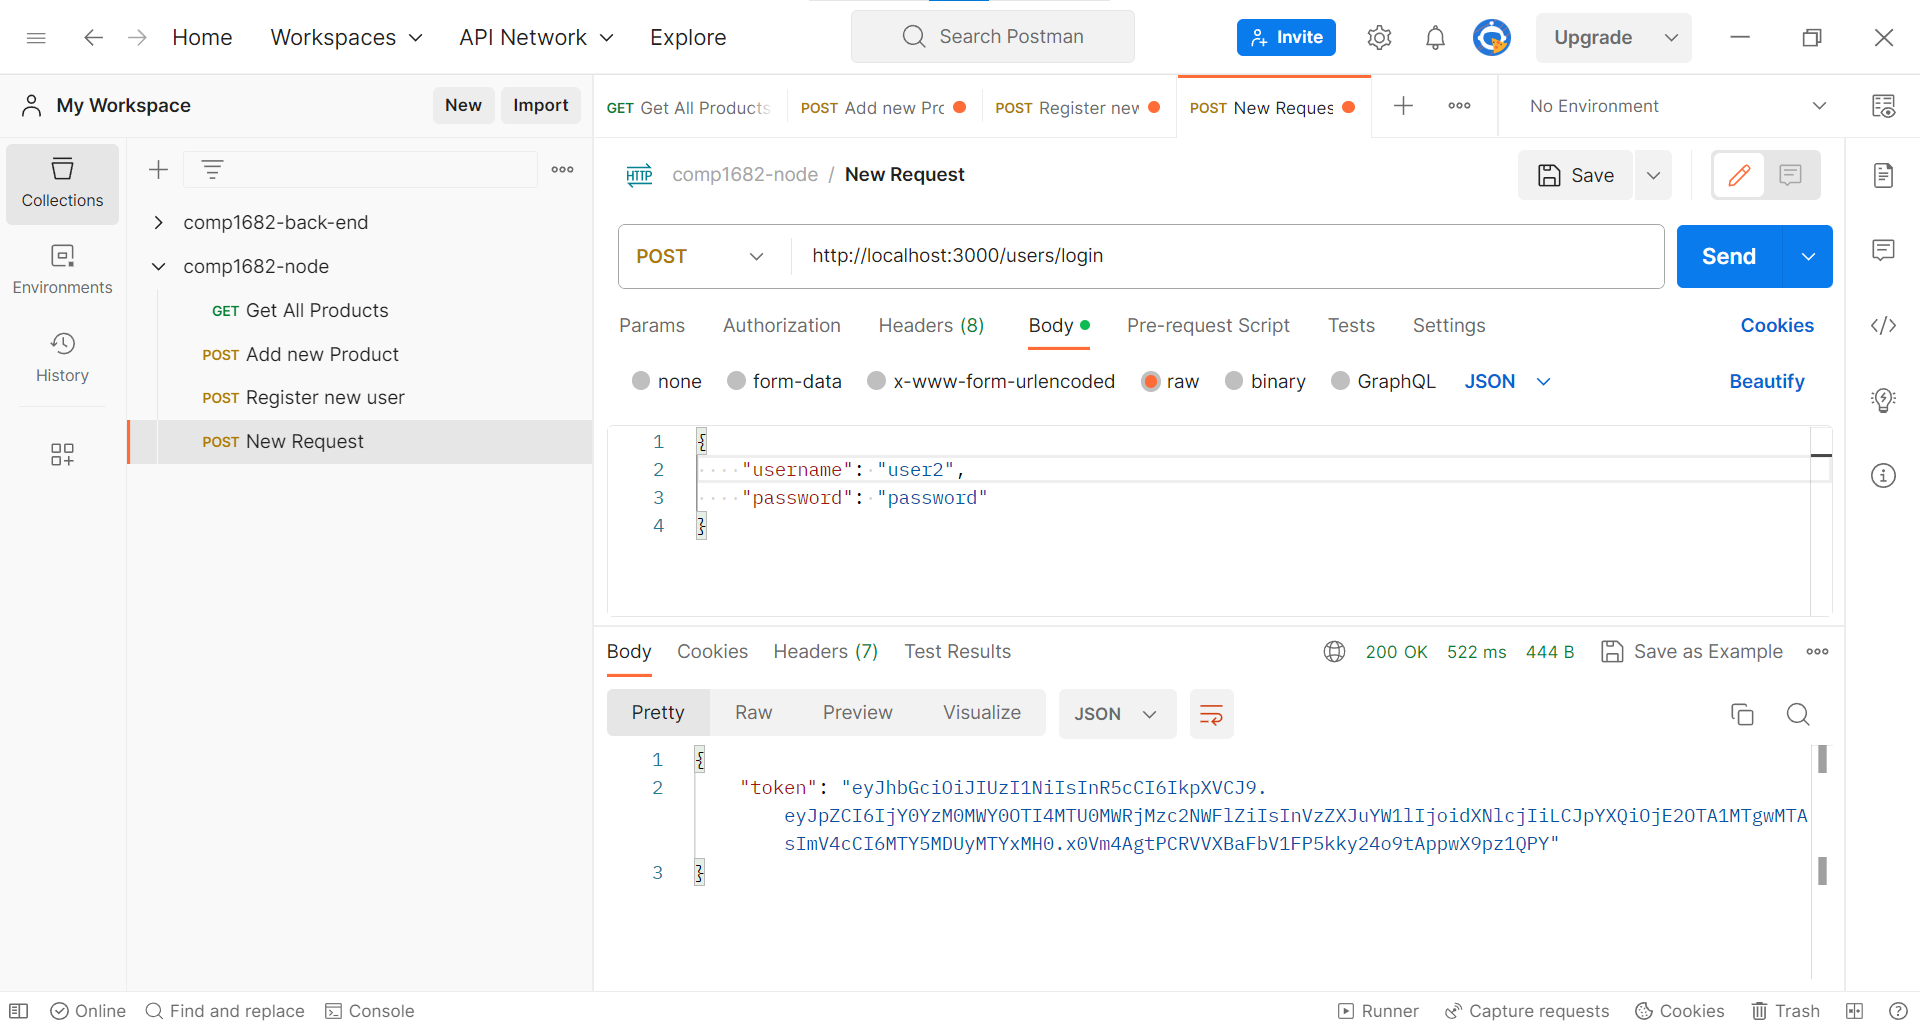 Home
Workspaces
API Network
Explore
Search Postman
Invite
Upgrade
My Workspace
New
Import
GET Get All Products
POST Add new Prc
POST Register nev
POST New Reques
No Environment
Collections
Environments
History
comp1682-back-end
comp1682-node
GET Get All Products
POST Add new Product
POST Register new user
POST New Request
HTTP
comp1682-node / New Request
Save
POST
http://localhost:3000/users/login
Send
Params
Authorization
Headers (8)
Body
Pre-request Script
Tests
Settings
Cookies
none
form-data
x-www-form-urlencoded
raw
binary
GraphQL
JSON
Beautify
1 {
2 "username": "user2",
3 "password": "password"
4 }
Body
Cookies
Headers (7)
Test Results
200 OK
522 ms
444 B
Save as Example
Pretty
Raw
Preview
Visualize
JSON
1 {
2 "token": "eyJhbGciOiJIUzI1NiIsInR5cCI6IkpXVCJ9.
eyJpZCI6IjY0YzM0MWY0OTI4MTU0MWRjMzc2NWFlZiIsInVzZXJuYW1lIjoidXNlcjIiLCJpYXQiOjE2OTA1MTgwMTA
sImV4cCI6MTY5MDUyMTYxMH0.x0Vm4AgtPCRVVXBaFbV1FP5kky24o9tAppwX9pz1QPY"
3 }
Online
Find and replace
Console
Runner
Capture requests
Cookies
Trash